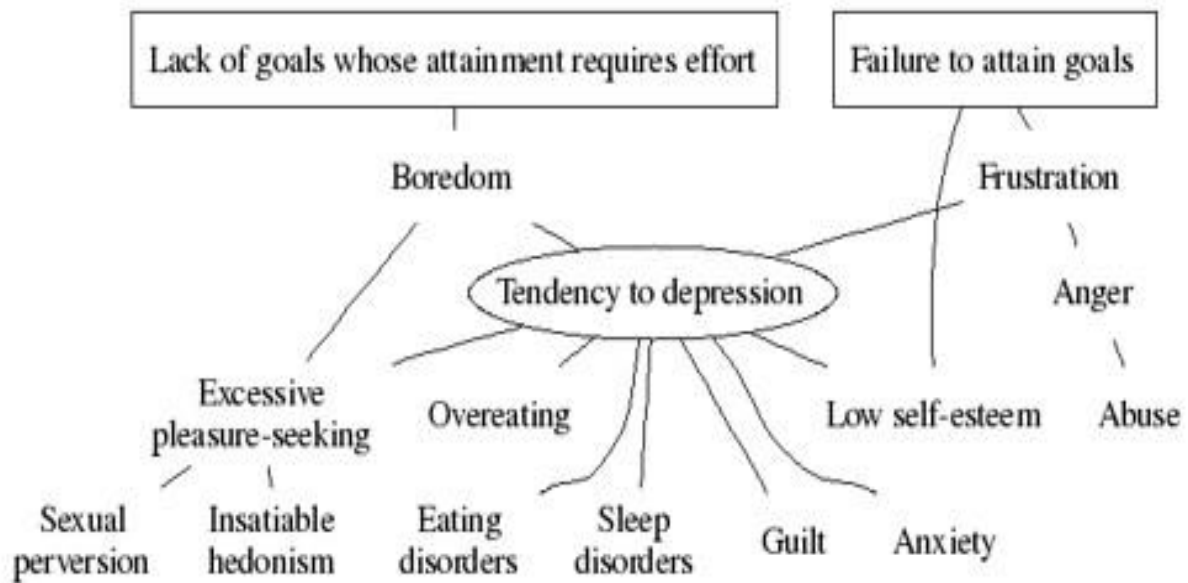 Lack of goals whose attainment requires effort
Failure to attain goals
Boredom
Frustration
Tendency to depression
Anger
Excessive
pleasure-seeking
Overeating
Low self-esteem
Abuse
Sexual
perversion
Insatiable
hedonism
Eating
disorders
Sleep
disorders
Guilt
Anxiety